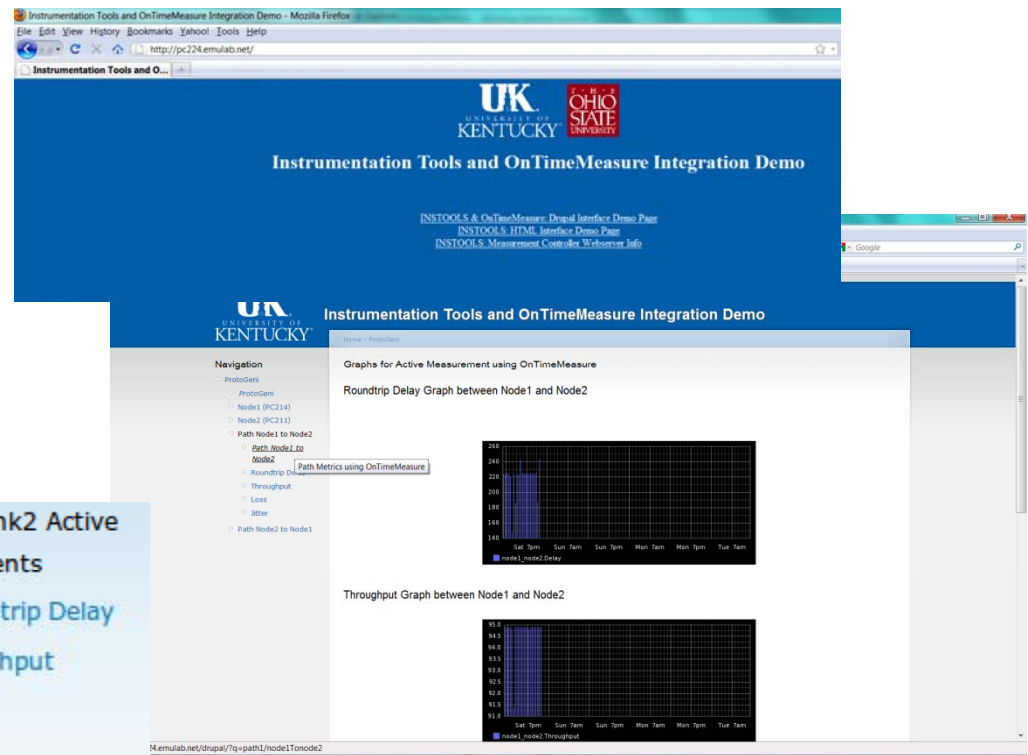 Instrumentation Tools and OnTimeMeasure Integration Demo - Mozilla Firefox
File Edit View History Bookmarks Yahoo! Tools Help
http://pc224.emulab.net/
Instrumentation Tools and O...
UK
UNIVERSITY OF
KENTUCKY
T · H · E
OHIO
STATE
UNIVERSITY
Instrumentation Tools and OnTimeMeasure Integration Demo
INSTOOLS & OnTimeMeasure: Drupal Interface Demo Page
INSTOOLS: HTML Interface Demo Page
INSTOOLS: Measurement Controller Webserver Info
Google
UK
UNIVERSITY OF
KENTUCKY
Instrumentation Tools and OnTimeMeasure Integration Demo
Home › ProtoGeni
Navigation
ProtoGeni
ProtoGeni
Node1 (PC214)
Node2 (PC211)
Path Node1 to Node2
Path Node1 to
Node2
Roundtrip De
Throughput
Loss
Jitter
Path Node2 to Node1
Path Metrics using OnTimeMeasure
Graphs for Active Measurement using OnTimeMeasure
Roundtrip Delay Graph between Node1 and Node2
260
240
220
200
180
160
140
Sat 7pm Sun 7am Sun 7pm Mon 7am Mon 7pm Tue 7am
node1_node2.Delay
Throughput Graph between Node1 and Node2
95.0
94.5
94.0
93.5
93.0
92.5
92.0
91.5
91.0
Sat 7pm Sun 7am Sun 7pm Mon 7am Mon 7pm Tue 7am
node1_node2.Throughput
nk2 Active
ents
trip Delay
hput
24.emulab.net/drupal/?q=path1/node1Tonode2